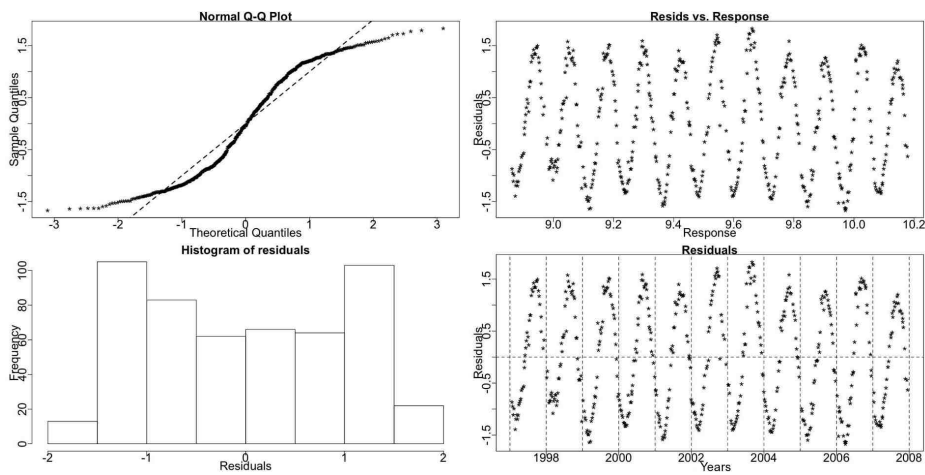 Normal Q-Q Plot
Sample Quantiles
1.5
0.5
-0.5
-1.5
-3 -2 -1 0 1 2 3
Theoretical Quantiles
Resids vs. Response
Residuals
1.5
0.5
-0.5
-1.5
9.0 9.2 9.4 9.6 9.8 10.0 10.2
Response
Histogram of residuals
Frequency
100
80
60
40
20
0
-2 -1 0 1 2
Residuals
Residuals
Residuals
1.5
0.5
-0.5
-1.5
1998 2000 2002 2004 2006 2008
Years